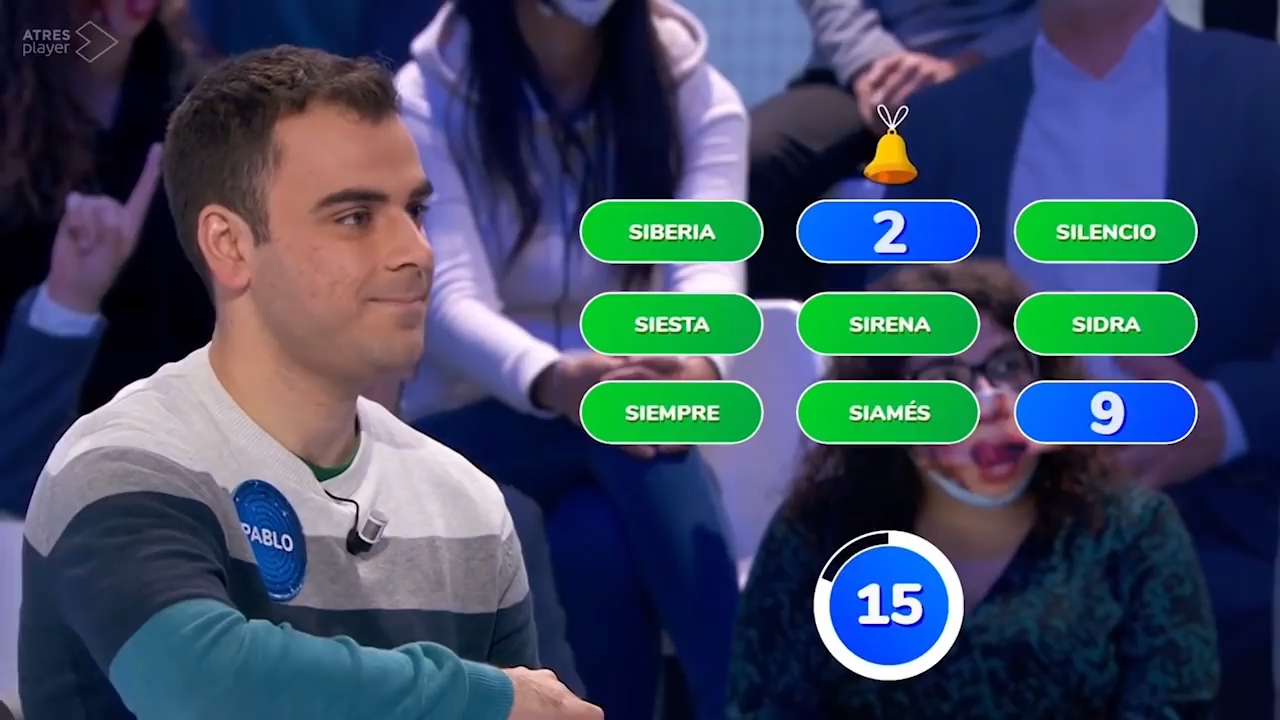 ATRES
player
SIBERIA 2 SILENCIO
SIESTA SIRENA SIDRA
SIEMPRE SIAMÉS 9
PABLO
15